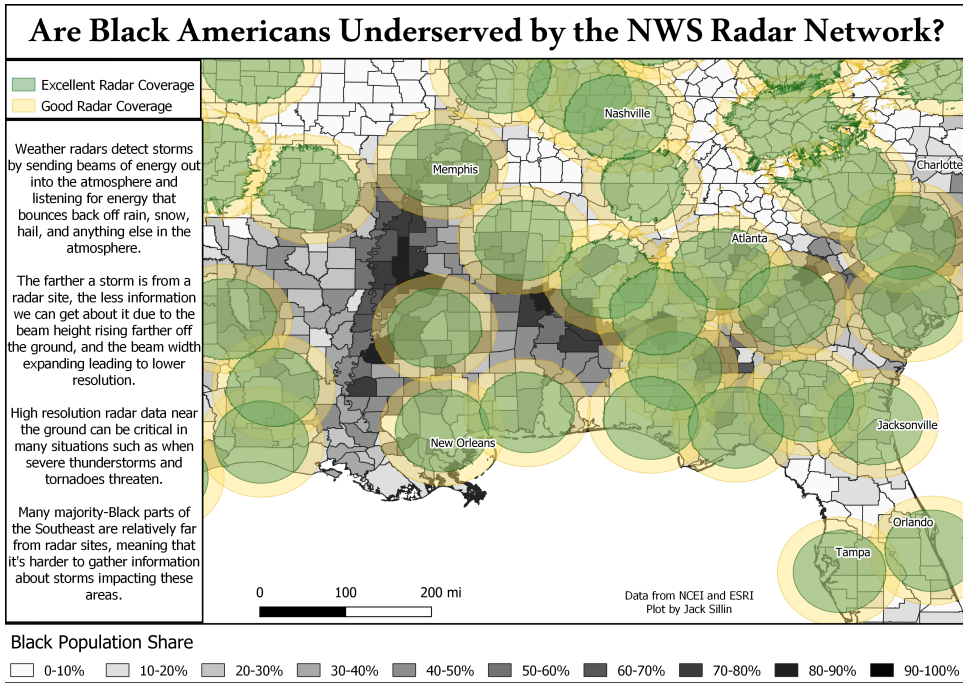 Are Black Americans Underserved by the NWS Radar Network?
Excellent Radar Coverage
Good Radar Coverage
Weather radars detect storms
by sending beams of energy out
into the atmosphere and
listening for energy that
bounces back off rain, snow,
hail, and anything else in the
atmosphere.
The farther a storm is from a
radar site, the less information
we can get about it due to the
beam height rising farther off
the ground, and the beam width
expanding leading to lower
resolution.
High resolution radar data near
the ground can be critical in
many situations such as when
severe thunderstorms and
tornadoes threaten.
Many majority-Black parts of
the Southeast are relatively far
from radar sites, meaning that
it's harder to gather information
about storms impacting these
areas.
Nashville
Memphis
Charlotte
Atlanta
New Orleans
Jacksonville
Orlando
Tampa
0 100 200 mi
Data from NCEI and ESRI
Plot by Jack Sillin
Black Population Share
0-10% 10-20% 20-30% 30-40% 40-50% 50-60% 60-70% 70-80% 80-90% 90-100%